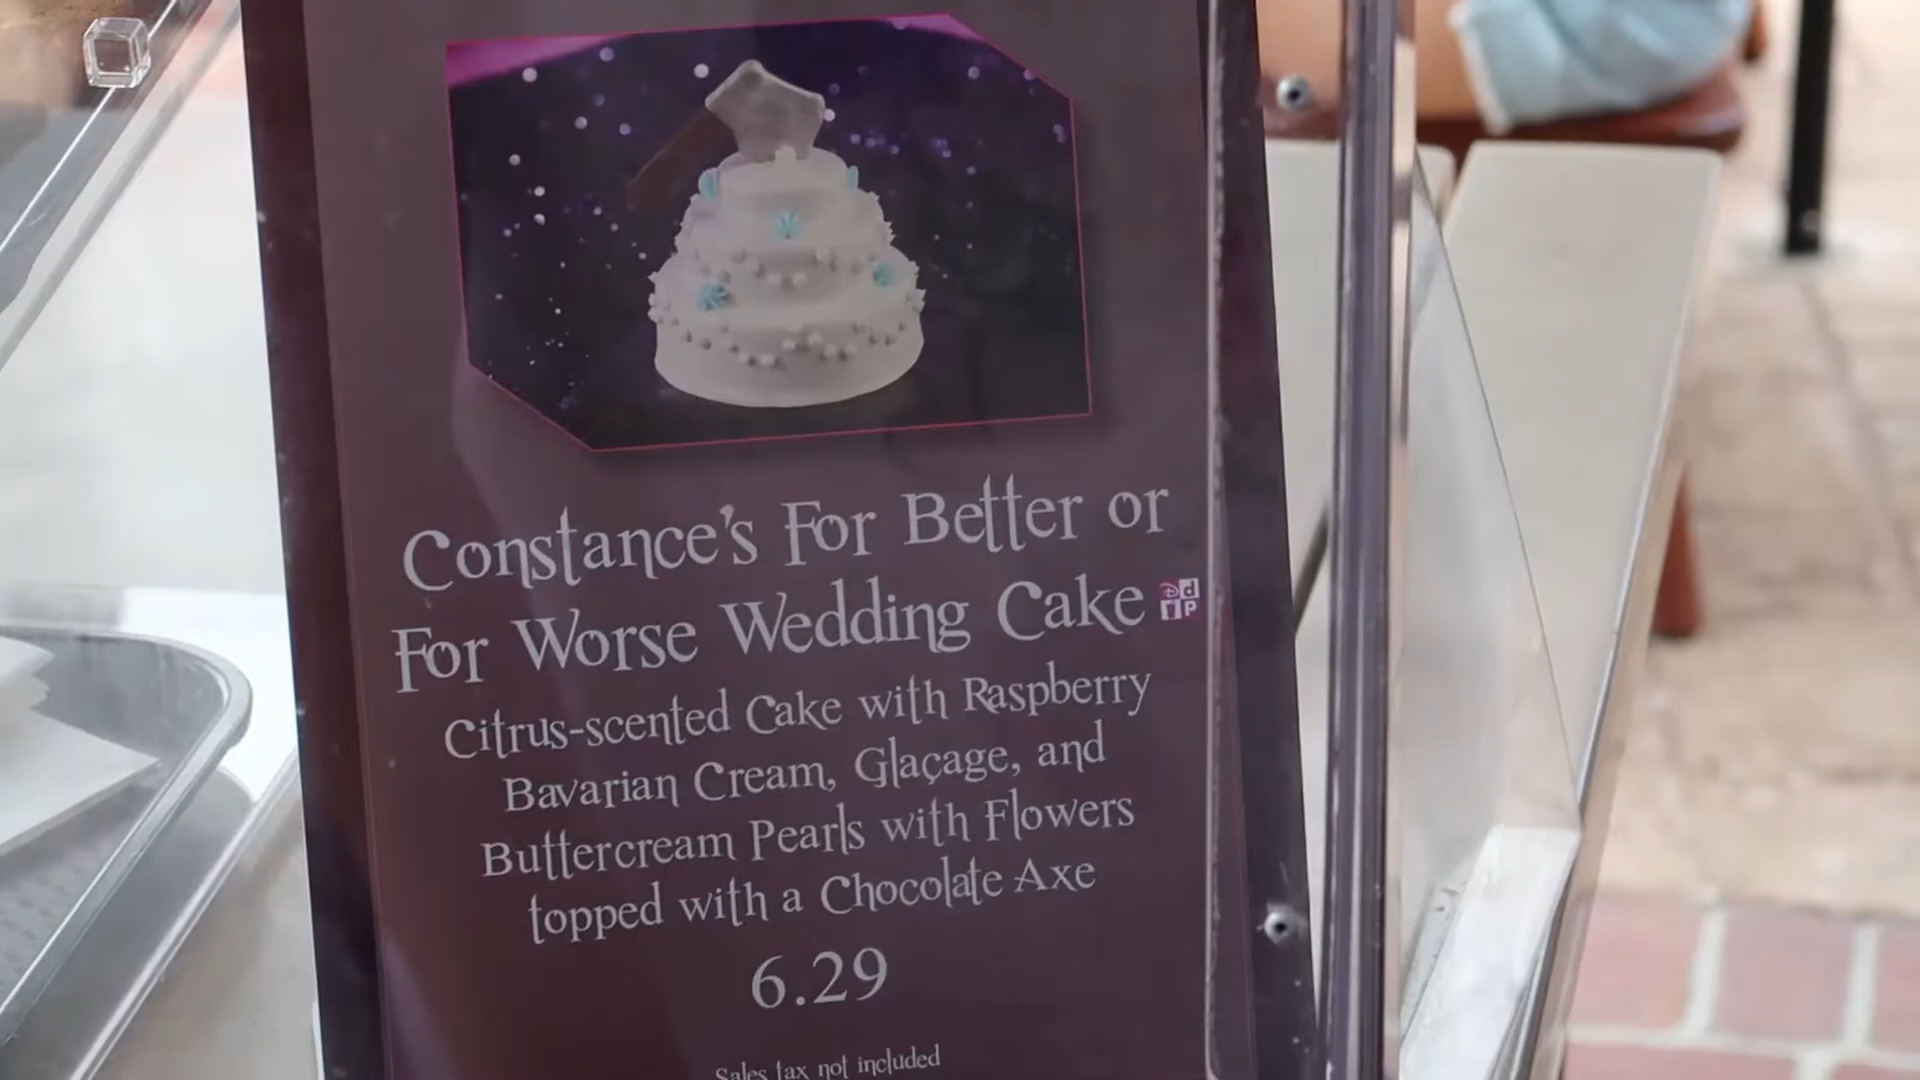 Constance's For Better or
For Worse Wedding Cake DdIP
Citrus-scented Cake with Raspberry
Bavarian Cream, Glaçage, and
Buttercream Pearls with Flowers
topped with a Chocolate Axe
6.29
Sales tax not included